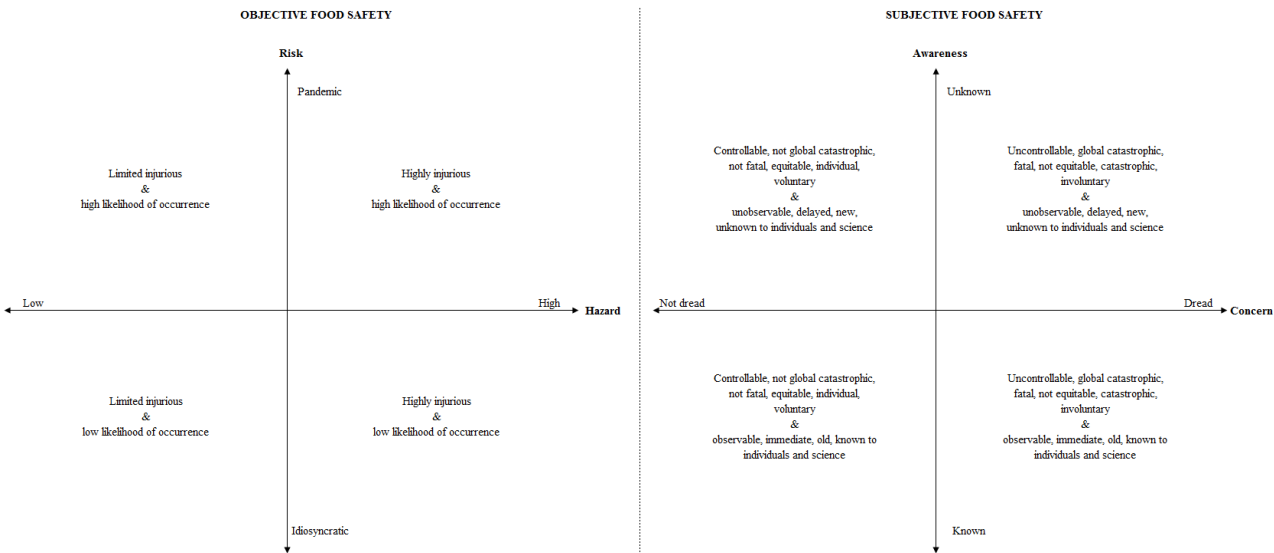 OBJECTIVE FOOD SAFETY
Risk
Pandemic
Limited injurious
&
high likelihood of occurrence
Highly injurious
&
high likelihood of occurrence
Low
High
Hazard
Limited injurious
&
low likelihood of occurrence
Highly injurious
&
low likelihood of occurrence
Idiosyncratic
SUBJECTIVE FOOD SAFETY
Awareness
Unknown
Controllable, not global catastrophic,
not fatal, equitable, individual,
voluntary
&
unobservable, delayed, new,
unknown to individuals and science
Uncontrollable, global catastrophic,
fatal, not equitable, catastrophic,
involuntary
&
unobservable, delayed, new,
unknown to individuals and science
Not dread
Dread
Concern
Controllable, not global catastrophic,
not fatal, equitable, individual,
voluntary
&
observable, immediate, old, known to
individuals and science
Uncontrollable, global catastrophic,
fatal, not equitable, catastrophic,
involuntary
&
observable, immediate, old, known to
individuals and science
Known